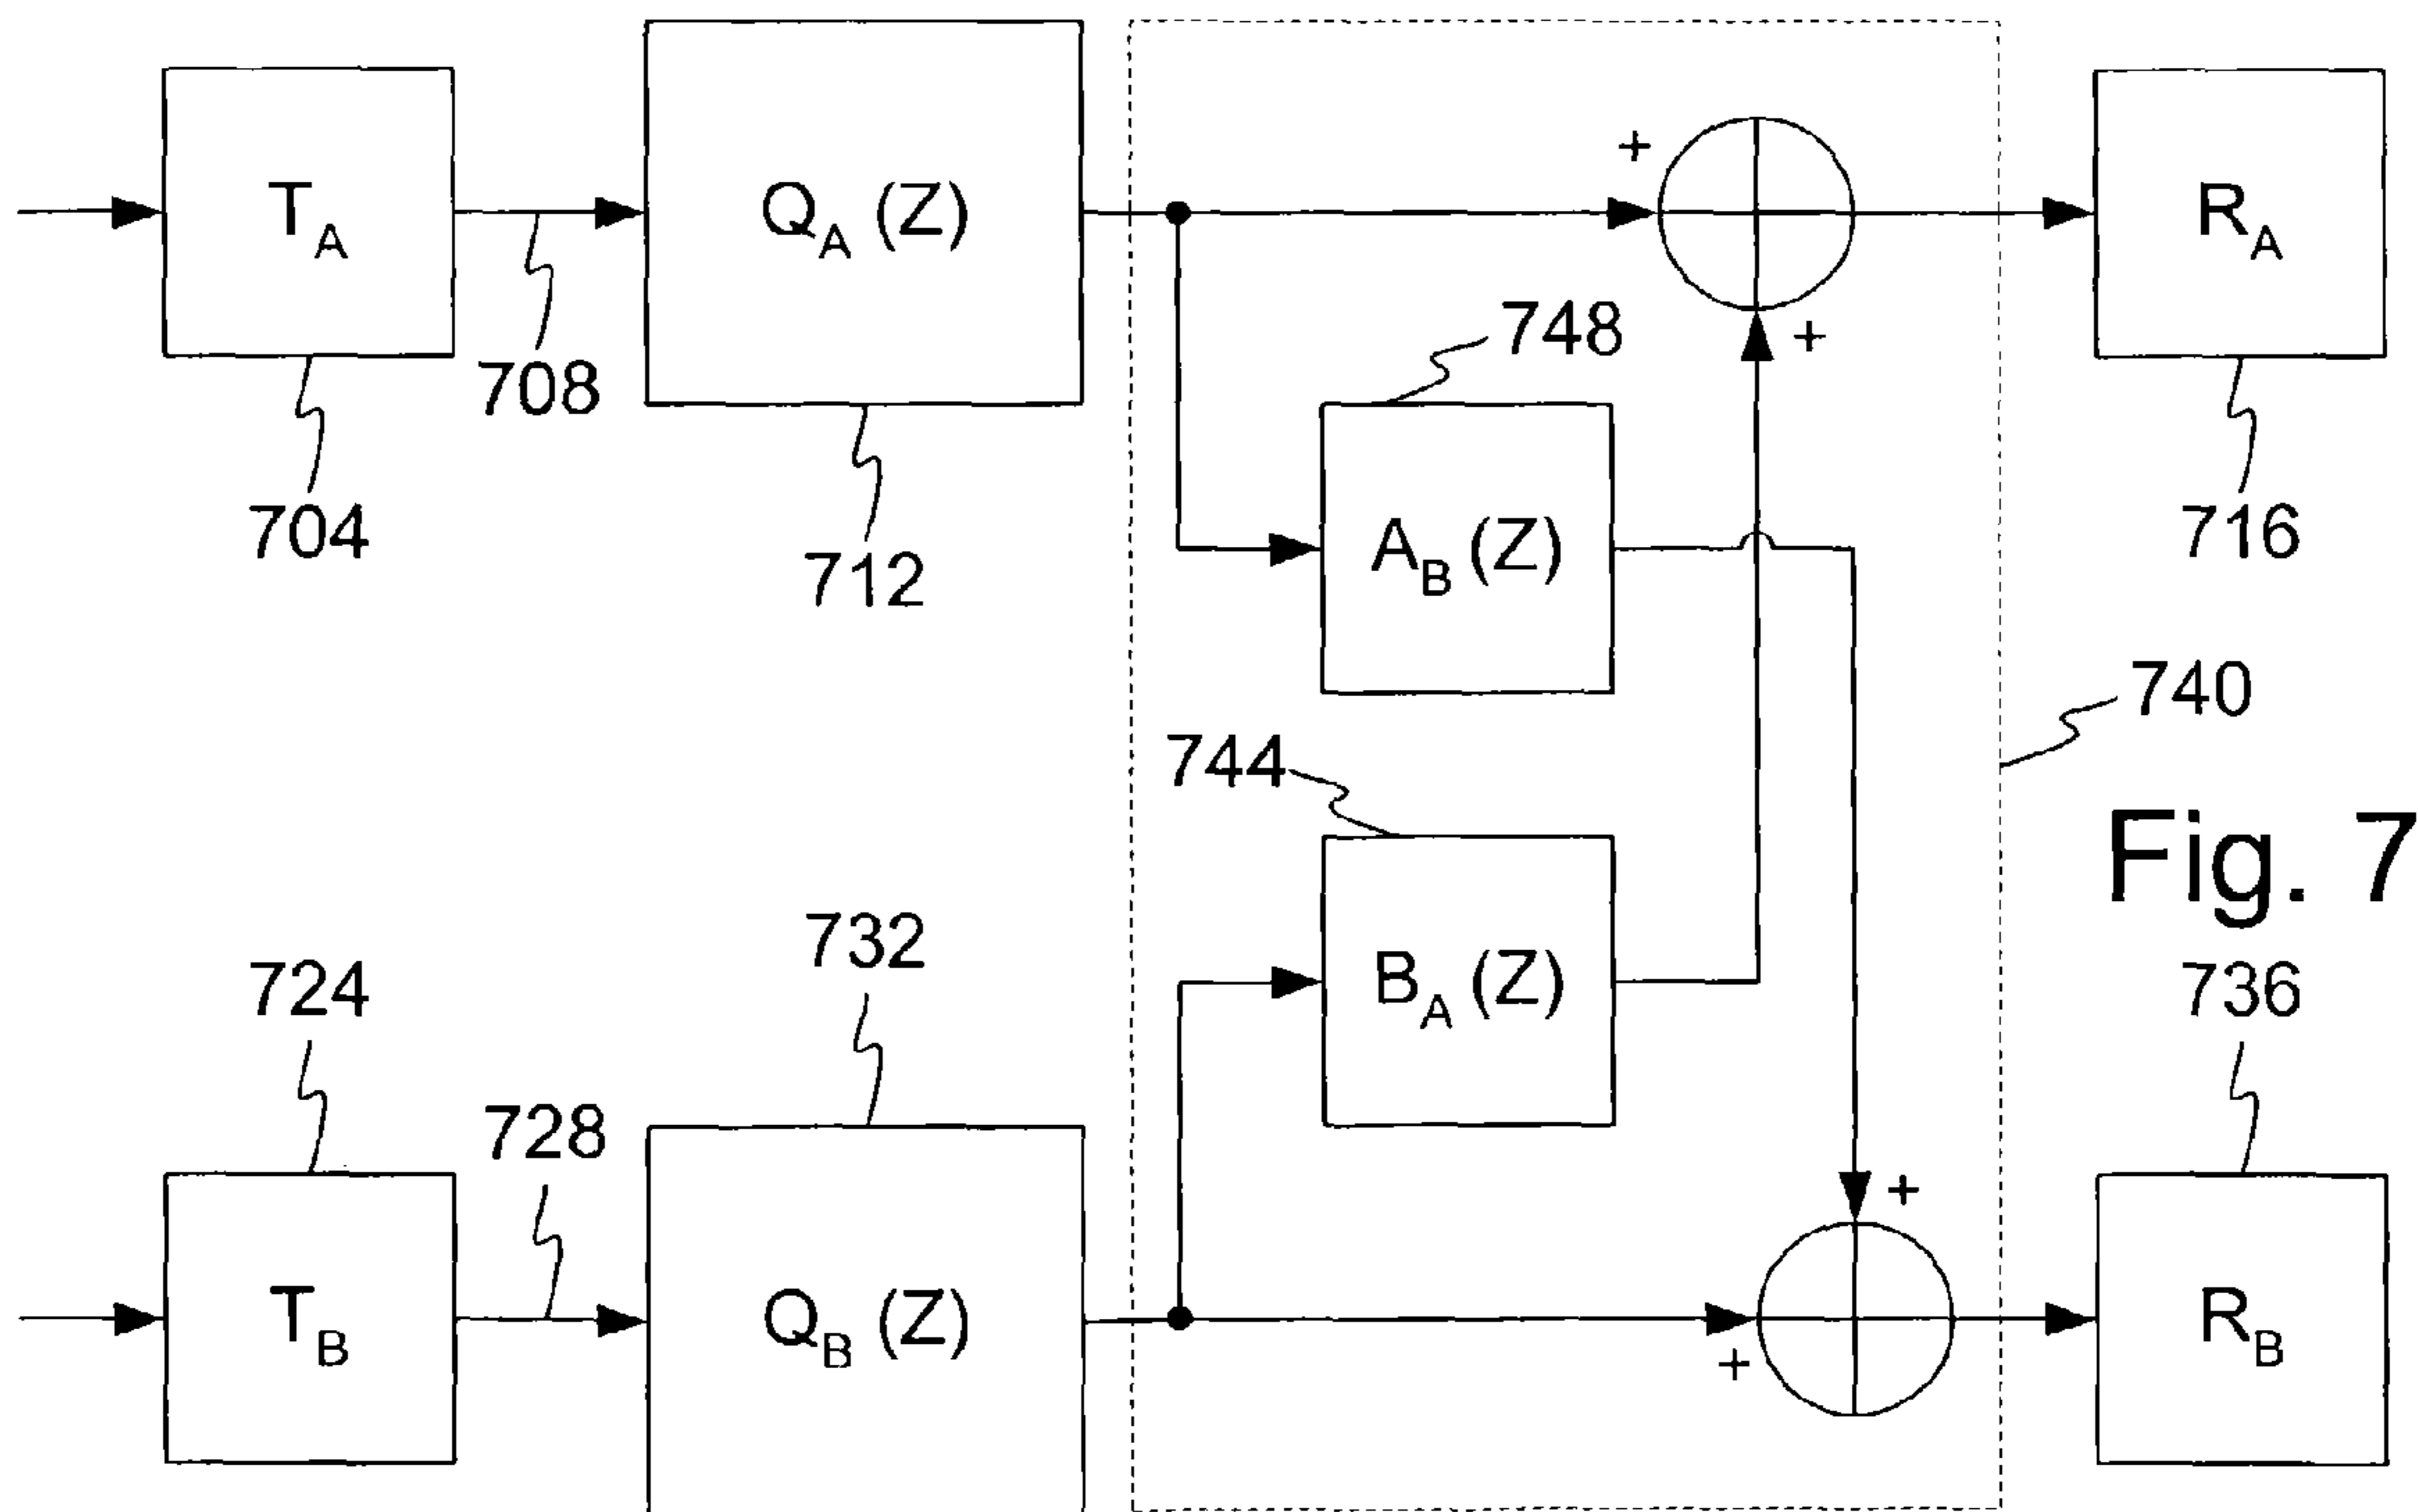 T_A
Q_A (Z)
+
R_A
708
748
+
704
712
A_B (Z)
716
740
744
Fig. 7
732
B_A (Z)
736
724
728
+
T_B
Q_B (Z)
+
R_B